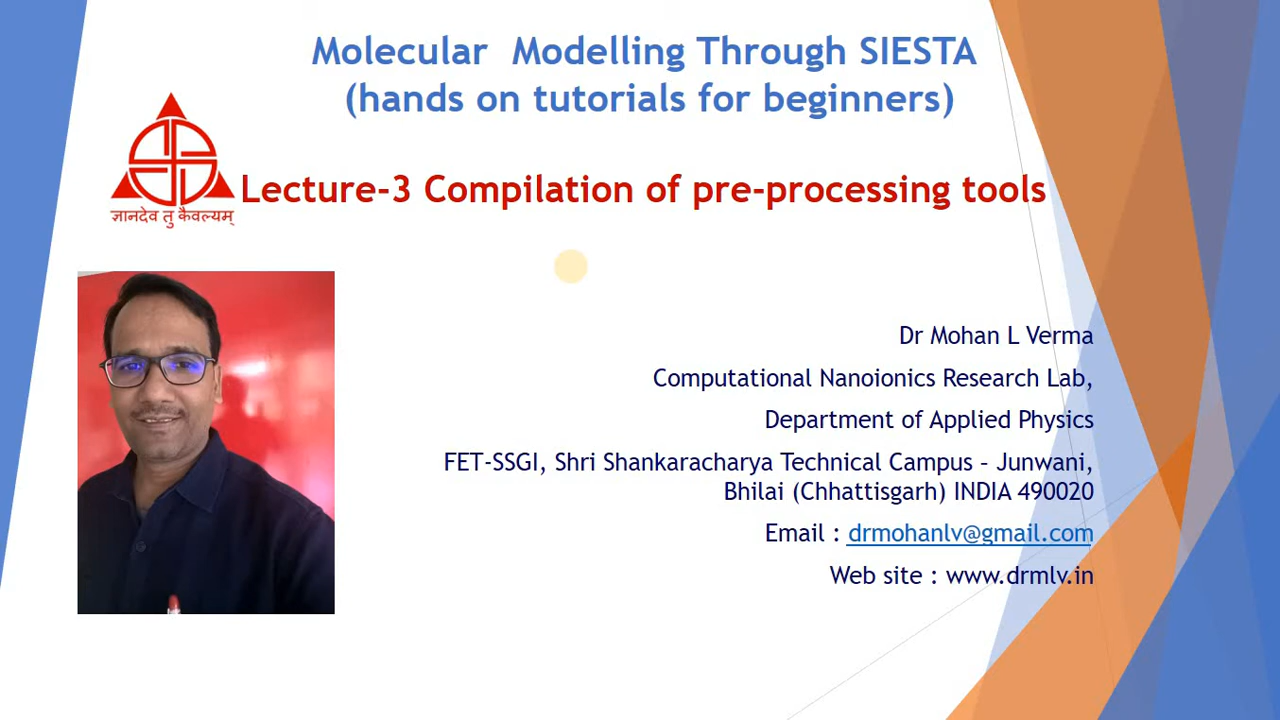 Molecular  Modelling Through SIESTA
(hands on tutorials for beginners)
Lecture-3 Compilation of pre-processing tools
ज्ञानदेव तु कैवल्यम्
Dr Mohan L Verma
Computational Nanoionics Research Lab,
Department of Applied Physics
FET-SSGI, Shri Shankaracharya Technical Campus – Junwani,
Bhilai (Chhattisgarh) INDIA 490020
Email : drmohanlv@gmail.com
Web site : www.drmlv.in